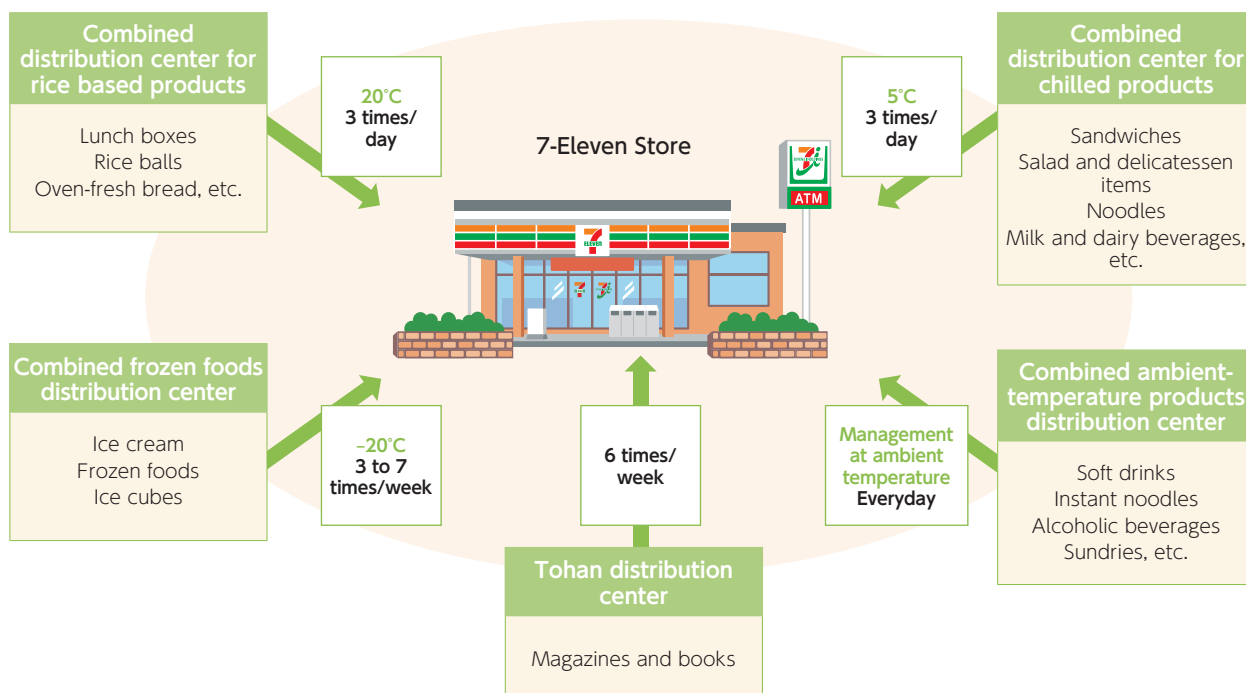 Combined
distribution center for
rice based products
Lunch boxes
Rice balls
Oven-fresh bread, etc.
20°C
3 times/
day
7-Eleven Store
5°C
3 times/
day
Combined
distribution center for
chilled products
Sandwiches
Salad and delicatessen
items
Noodles
Milk and dairy beverages,
etc.
7
ATM
7
ELEVEN
Combined frozen foods
distribution center
Ice cream
Frozen foods
Ice cubes
–20°C
3 to 7
times/week
6 times/
week
Management
at ambient
temperature
Everyday
Combined ambient-
temperature products
distribution center
Soft drinks
Instant noodles
Alcoholic beverages
Sundries, etc.
Tohan distribution
center
Magazines and books